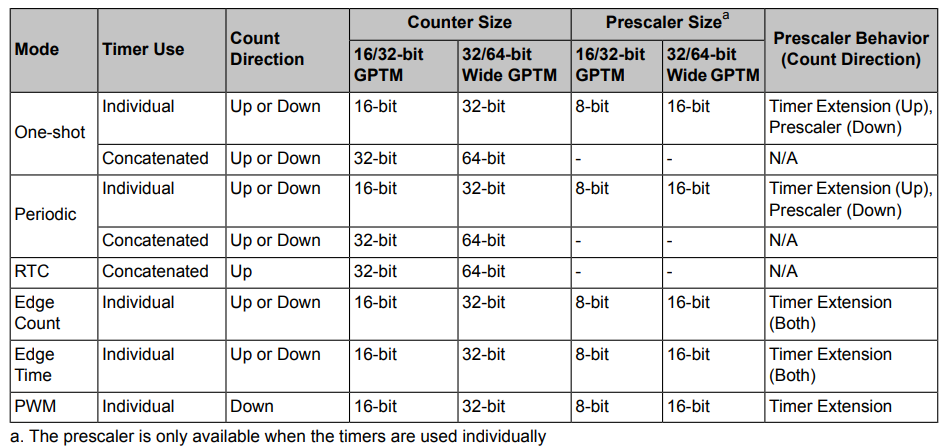 Mode Timer Use Count Direction Counter Size Prescaler Sizeª Prescaler Behavior (Count Direction)
16/32-bit GPTM 32/64-bit Wide GPTM 16/32-bit GPTM 32/64-bit Wide GPTM
One-shot Individual Up or Down 16-bit 32-bit 8-bit 16-bit Timer Extension (Up), Prescaler (Down)
Concatenated Up or Down 32-bit 64-bit - - N/A
Periodic Individual Up or Down 16-bit 32-bit 8-bit 16-bit Timer Extension (Up), Prescaler (Down)
Concatenated Up or Down 32-bit 64-bit - - N/A
RTC Concatenated Up 32-bit 64-bit - - N/A
Edge Count Individual Up or Down 16-bit 32-bit 8-bit 16-bit Timer Extension (Both)
Edge Time Individual Up or Down 16-bit 32-bit 8-bit 16-bit Timer Extension (Both)
PWM Individual Down 16-bit 32-bit 8-bit 16-bit Timer Extension
a. The prescaler is only available when the timers are used individually